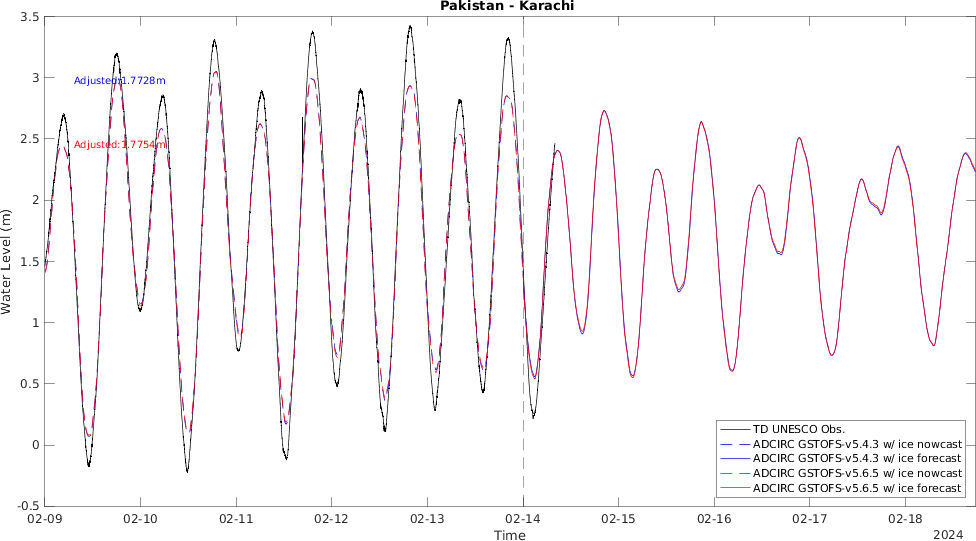 Pakistan - Karachi
3.5
3
2.5
2
1.5
1
0.5
0
-0.5
Water Level (m)
Adjusted:1.7728m
Adjusted:1.7754m
TD UNESCO Obs.
ADCIRC GSTOFS-v5.4.3 w/ ice nowcast
ADCIRC GSTOFS-v5.4.3 w/ ice forecast
ADCIRC GSTOFS-v5.6.5 w/ ice nowcast
ADCIRC GSTOFS-v5.6.5 w/ ice forecast
02-09 02-10 02-11 02-12 02-13 02-14 02-15 02-16 02-17 02-18
Time
2024